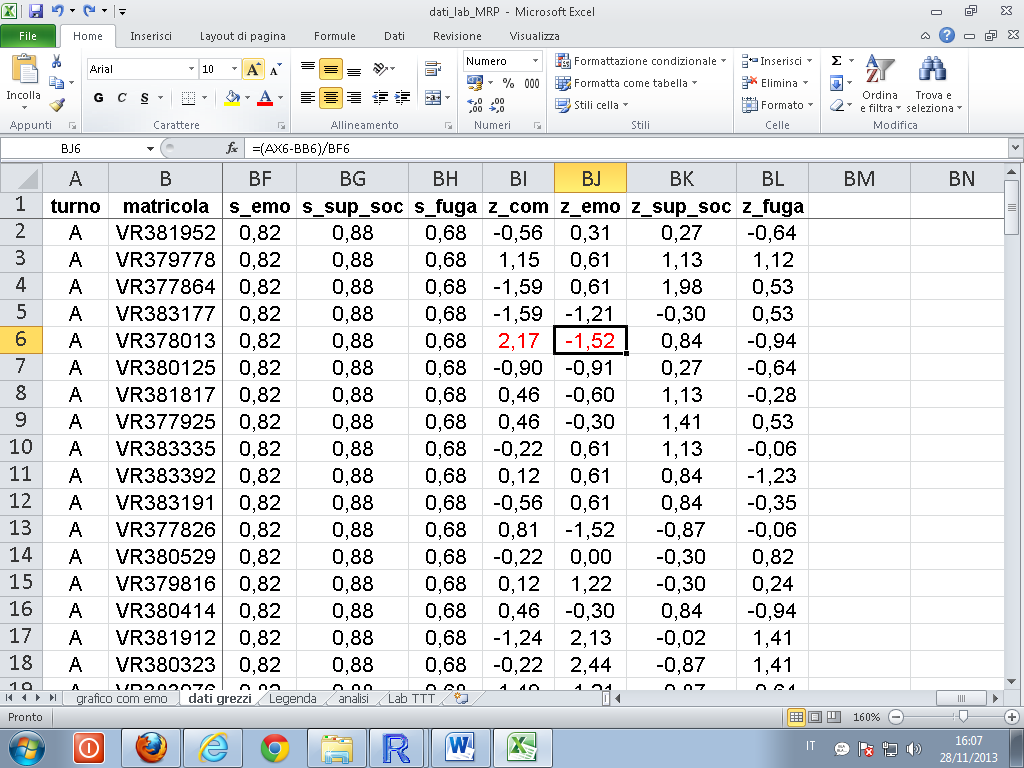 dati_lab_MRP - Microsoft Excel
File Home Inserisci Layout di pagina Formule Dati Revisione Visualizza
Incolla
Arial 10
G C S
Numero
% 000
Formattazione condizionale
Formatta come tabella
Stili cella
Inserisci
Elimina
Formato
Ordina e filtra
Trova e seleziona
Appunti Carattere Allineamento Numeri Stili Celle Modifica
BJ6 fx =(AX6-BB6)/BF6
A B BF BG BH BI BJ BK BL BM BN
1 turno matricola s_emo s_sup_soc s_fuga z_com z_emo z_sup_soc z_fuga
2 A VR381952 0,82 0,88 0,68 -0,56 0,31 0,27 -0,64
3 A VR379778 0,82 0,88 0,68 1,15 0,61 1,13 1,12
4 A VR377864 0,82 0,88 0,68 -1,59 0,61 1,98 0,53
5 A VR383177 0,82 0,88 0,68 -1,59 -1,21 -0,30 0,53
6 A VR378013 0,82 0,88 0,68 2,17 -1,52 0,84 -0,94
7 A VR380125 0,82 0,88 0,68 -0,90 -0,91 0,27 -0,64
8 A VR381817 0,82 0,88 0,68 0,46 -0,60 1,13 -0,28
9 A VR377925 0,82 0,88 0,68 0,46 -0,30 1,41 0,53
10 A VR383335 0,82 0,88 0,68 -0,22 0,61 1,13 -0,06
11 A VR383392 0,82 0,88 0,68 0,12 0,61 0,84 -1,23
12 A VR383191 0,82 0,88 0,68 -0,56 0,61 0,84 -0,35
13 A VR377826 0,82 0,88 0,68 0,81 -1,52 -0,87 -0,06
14 A VR380529 0,82 0,88 0,68 -0,22 0,00 -0,30 0,82
15 A VR379816 0,82 0,88 0,68 0,12 1,22 -0,30 0,24
16 A VR380414 0,82 0,88 0,68 0,46 -0,30 0,84 -0,94
17 A VR381912 0,82 0,88 0,68 -1,24 2,13 -0,02 1,41
18 A VR380323 0,82 0,88 0,68 -0,22 2,44 -0,87 1,41
grafico com emo dati grezzi Legenda analisi Lab TTT
Pronto 160%
IT 16:07
28/11/2013